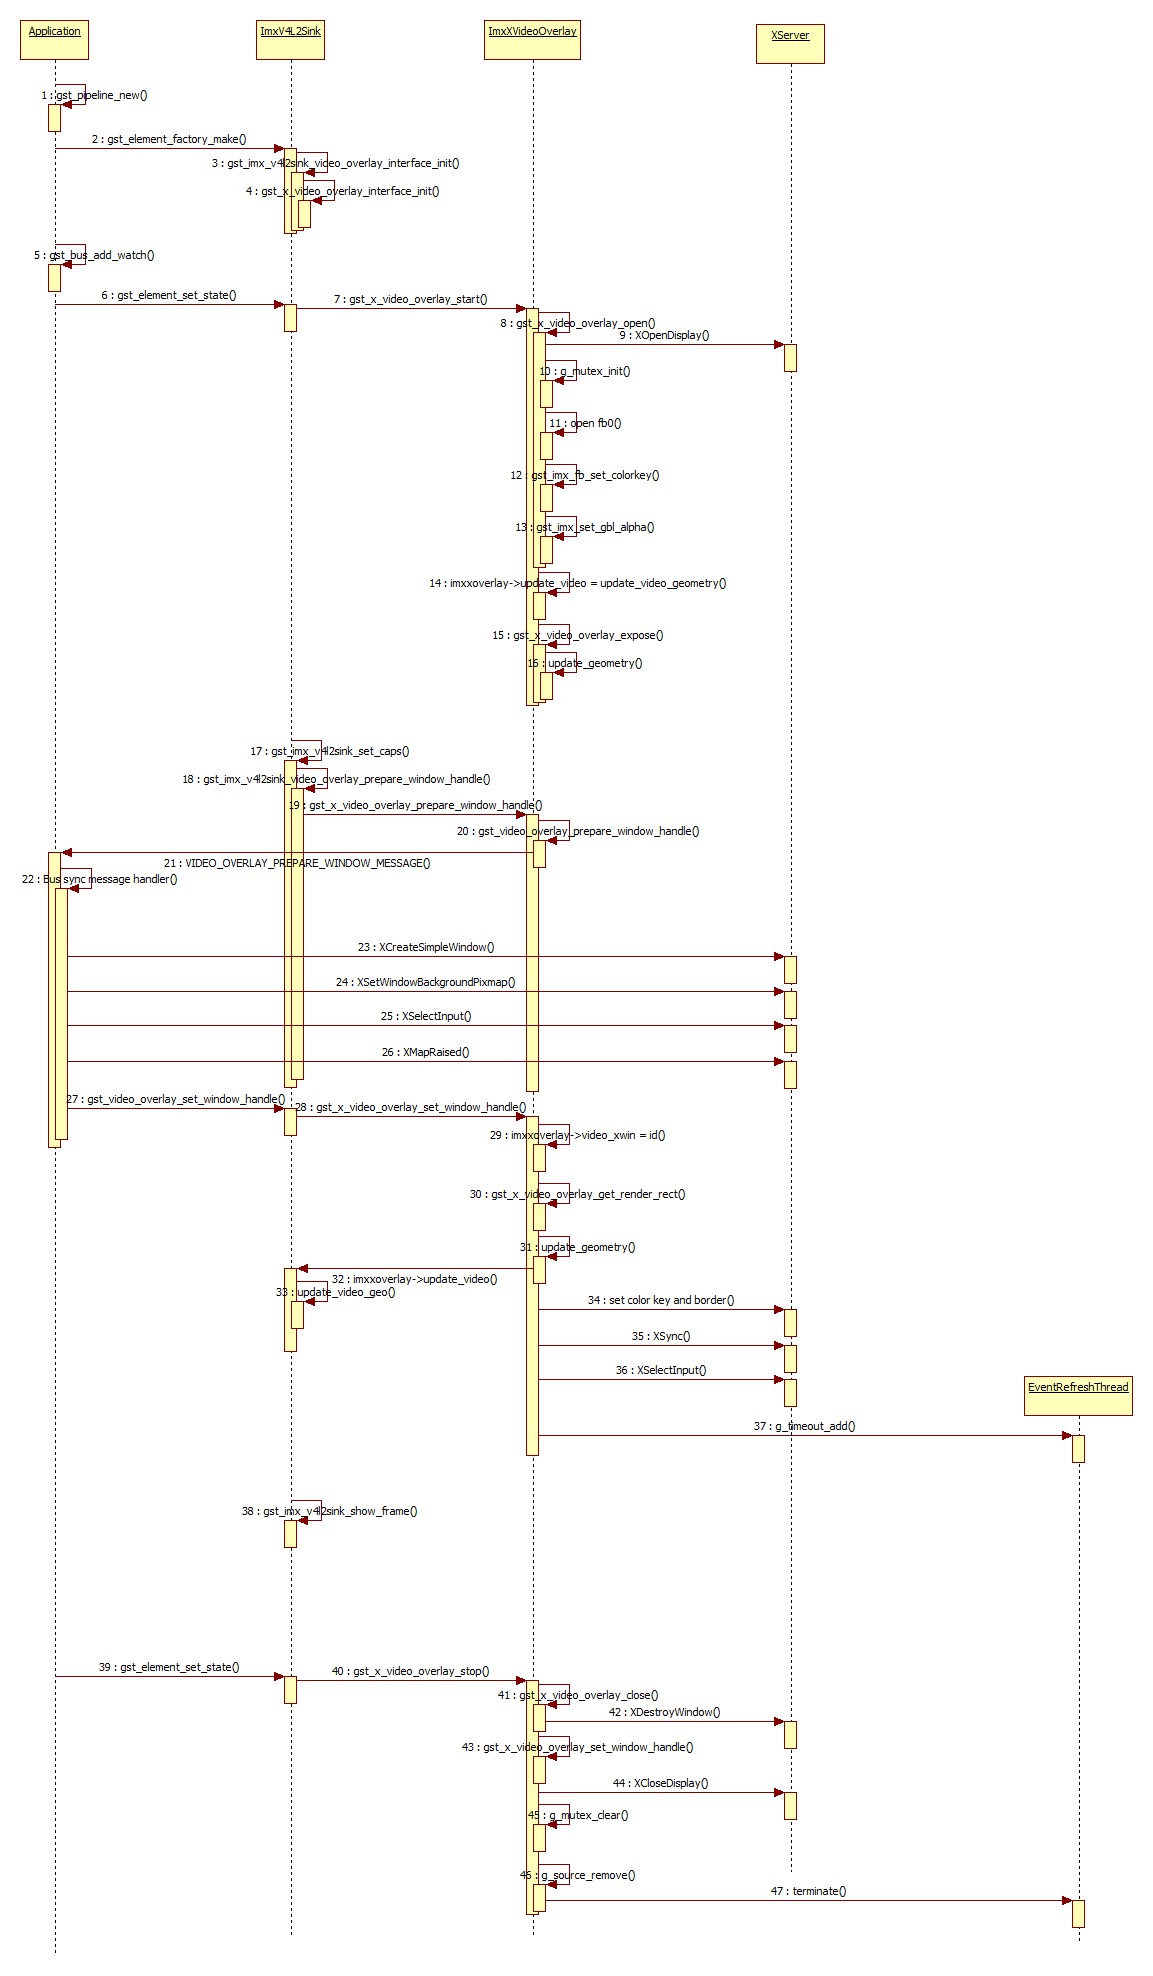 Application
ImxV4L2Sink
ImxXVideoOverlay
XServer
1 : gst_pipeline_new()
2 : gst_element_factory_make()
3 : gst_imx_v4l2sink_video_overlay_interface_init()
4 : gst_x_video_overlay_interface_init()
5 : gst_bus_add_watch()
6 : gst_element_set_state()
7 : gst_x_video_overlay_start()
8 : gst_x_video_overlay_open()
9 : XOpenDisplay()
10 : g_mutex_init()
11 : open fb0()
12 : gst_imx_fb_set_colorkey()
13 : gst_imx_set_gbl_alpha()
14 : imxxoverlay->update_video = update_video_geometry()
15 : gst_x_video_overlay_expose()
16 : update_geometry()
17 : gst_imx_v4l2sink_set_caps()
18 : gst_imx_v4l2sink_video_overlay_prepare_window_handle()
19 : gst_x_video_overlay_prepare_window_handle()
20 : gst_video_overlay_prepare_window_handle()
21 : VIDEO_OVERLAY_PREPARE_WINDOW_MESSAGE()
22 : Bus sync message handler()
23 : XCreateSimpleWindow()
24 : XSetWindowBackgroundPixmap()
25 : XSelectInput()
26 : XMapRaised()
27 : gst_video_overlay_set_window_handle()
28 : gst_x_video_overlay_set_window_handle()
29 : imxxoverlay->video_xwin = id()
30 : gst_x_video_overlay_get_render_rect()
31 : update_geometry()
32 : imxxoverlay->update_video()
33 : update_video_geo()
34 : set color key and border()
35 : XSync()
36 : XSelectInput()
EventRefreshThread
37 : g_timeout_add()
38 : gst_imx_v4l2sink_show_frame()
39 : gst_element_set_state()
40 : gst_x_video_overlay_stop()
41 : gst_x_video_overlay_close()
42 : XDestroyWindow()
43 : gst_x_video_overlay_set_window_handle()
44 : XCloseDisplay()
45 : g_mutex_clear()
46 : g_source_remove()
47 : terminate()